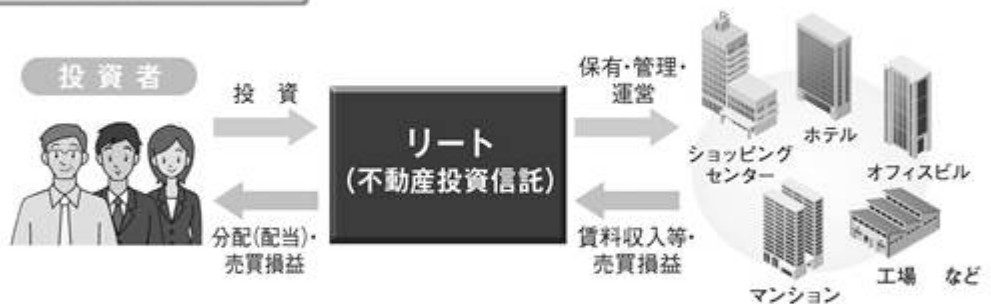 投資者
投資
リート
(不動産投資信託)
分配(配当)・
売買損益
保有・管理・
運営
賃料収入等・
売買損益
ショッピング
センター
ホテル
オフィスビル
マンション
工場 など